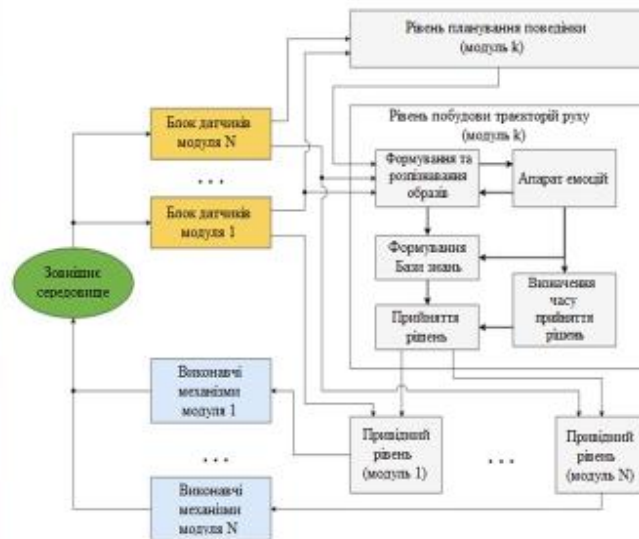 Рівень планування поведінки
(модуль k)
Блок датчиків
модуля N
...
Блок датчиків
модуля 1
Зовнішнє
середовище
Рівень побудови траєкторій руху
(модуль k)
Формування та
розпізнавання
образів
Апарат емоцій
Формування
Бази знань
Визначення
часу
прийняття
рішень
Прийняття
рішень
Виконавчі
механізми
модуля 1
...
Виконавчі
механізми
модуля N
Привідний
рівень
(модуль 1)
...
Привідний
рівень
(модуль N)